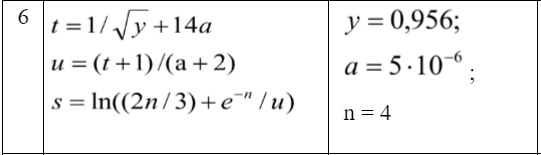 6
t = 1/√y + 14a
u = (t + 1) /(a + 2)
s = ln((2n / 3) + e⁻ⁿ / u)
y = 0,956;
a = 5 · 10⁻⁶ ;
n = 4